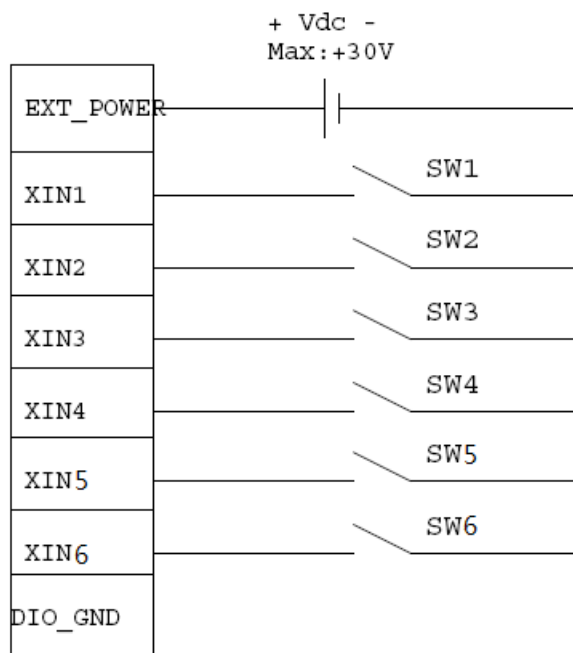 + Vdc -
Max:+30V
EXT_POWER
XIN1
SW1
XIN2
SW2
XIN3
SW3
XIN4
SW4
XIN5
SW5
XIN6
SW6
DIO_GND